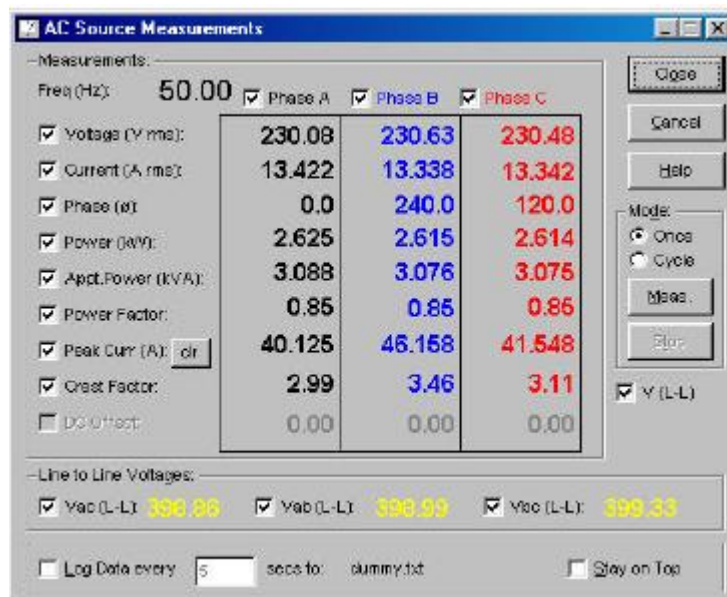 AC Source Measurements
Measurements:
Freq (Hz): 50.00 Phase A Phase B Phase C
Voltage (V rms): 230.08 230.63 230.48
Current (A rms): 13.422 13.338 13.342
Phase (ø): 0.0 240.0 120.0
Power (kW): 2.625 2.615 2.614
Appt.Power (kVA): 3.088 3.076 3.075
Power Factor: 0.85 0.85 0.85
Peak Curr (A): clr 40.125 46.158 41.548
Crest Factor: 2.99 3.46 3.11
DC Offset: 0.00 0.00 0.00
Close
Cancel
Help
Mode:
Once
Cycle
Meas.
Stop
V (L-L)
Line to Line Voltages:
Vac (L-L): 398.86 Vab (L-L): 398.99 Vbc (L-L): 399.33
Log Data every 5 secs to: dummy.txt Stay on Top